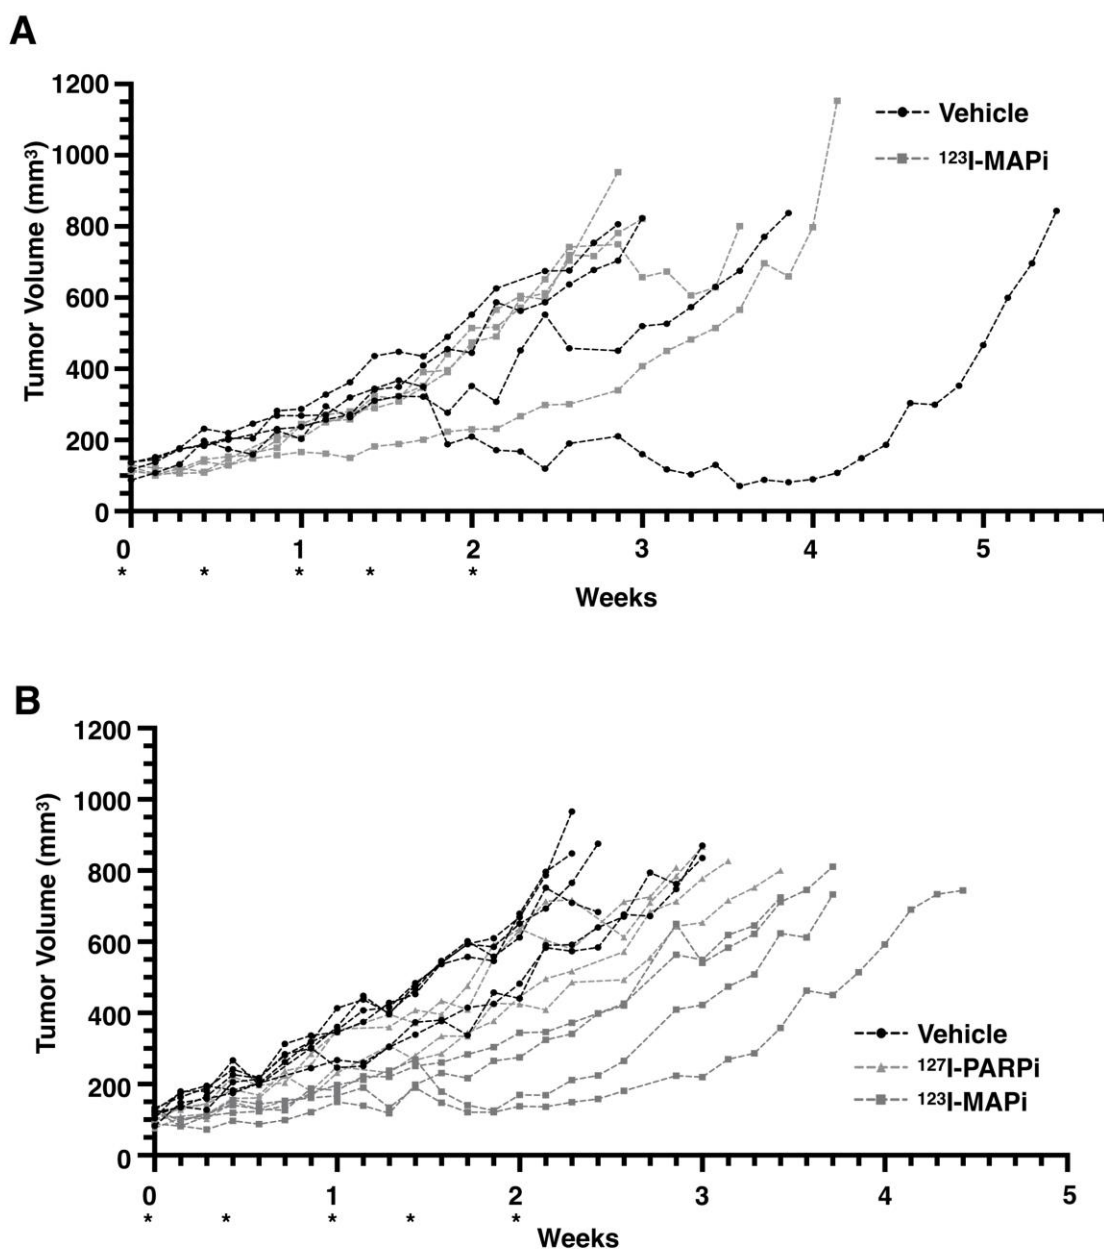 A
1200
1000
800
600
400
200
0
Tumor Volume (mm³)
Vehicle
¹²³I-MAPi
0 1 2 3 4 5
* * * * *
Weeks
B
1200
1000
800
600
400
200
0
Tumor Volume (mm³)
Vehicle
¹²⁷I-PARPi
¹²³I-MAPi
0 1 2 3 4 5
* * * * *
Weeks